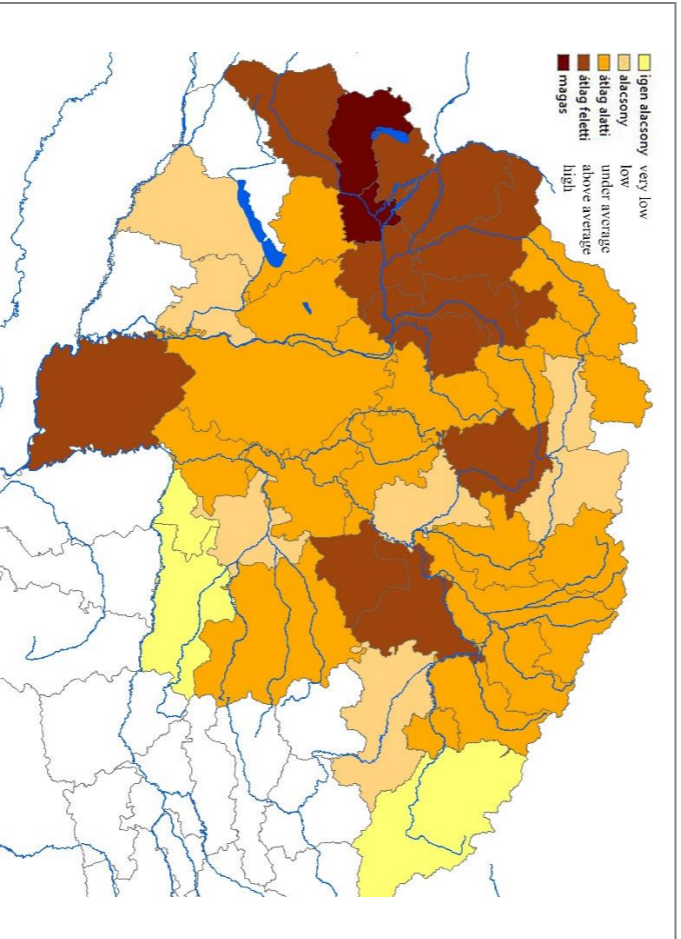 igen alacsony very low
alacsony low
átlag alatti under average
átlag feletti above average
magas high